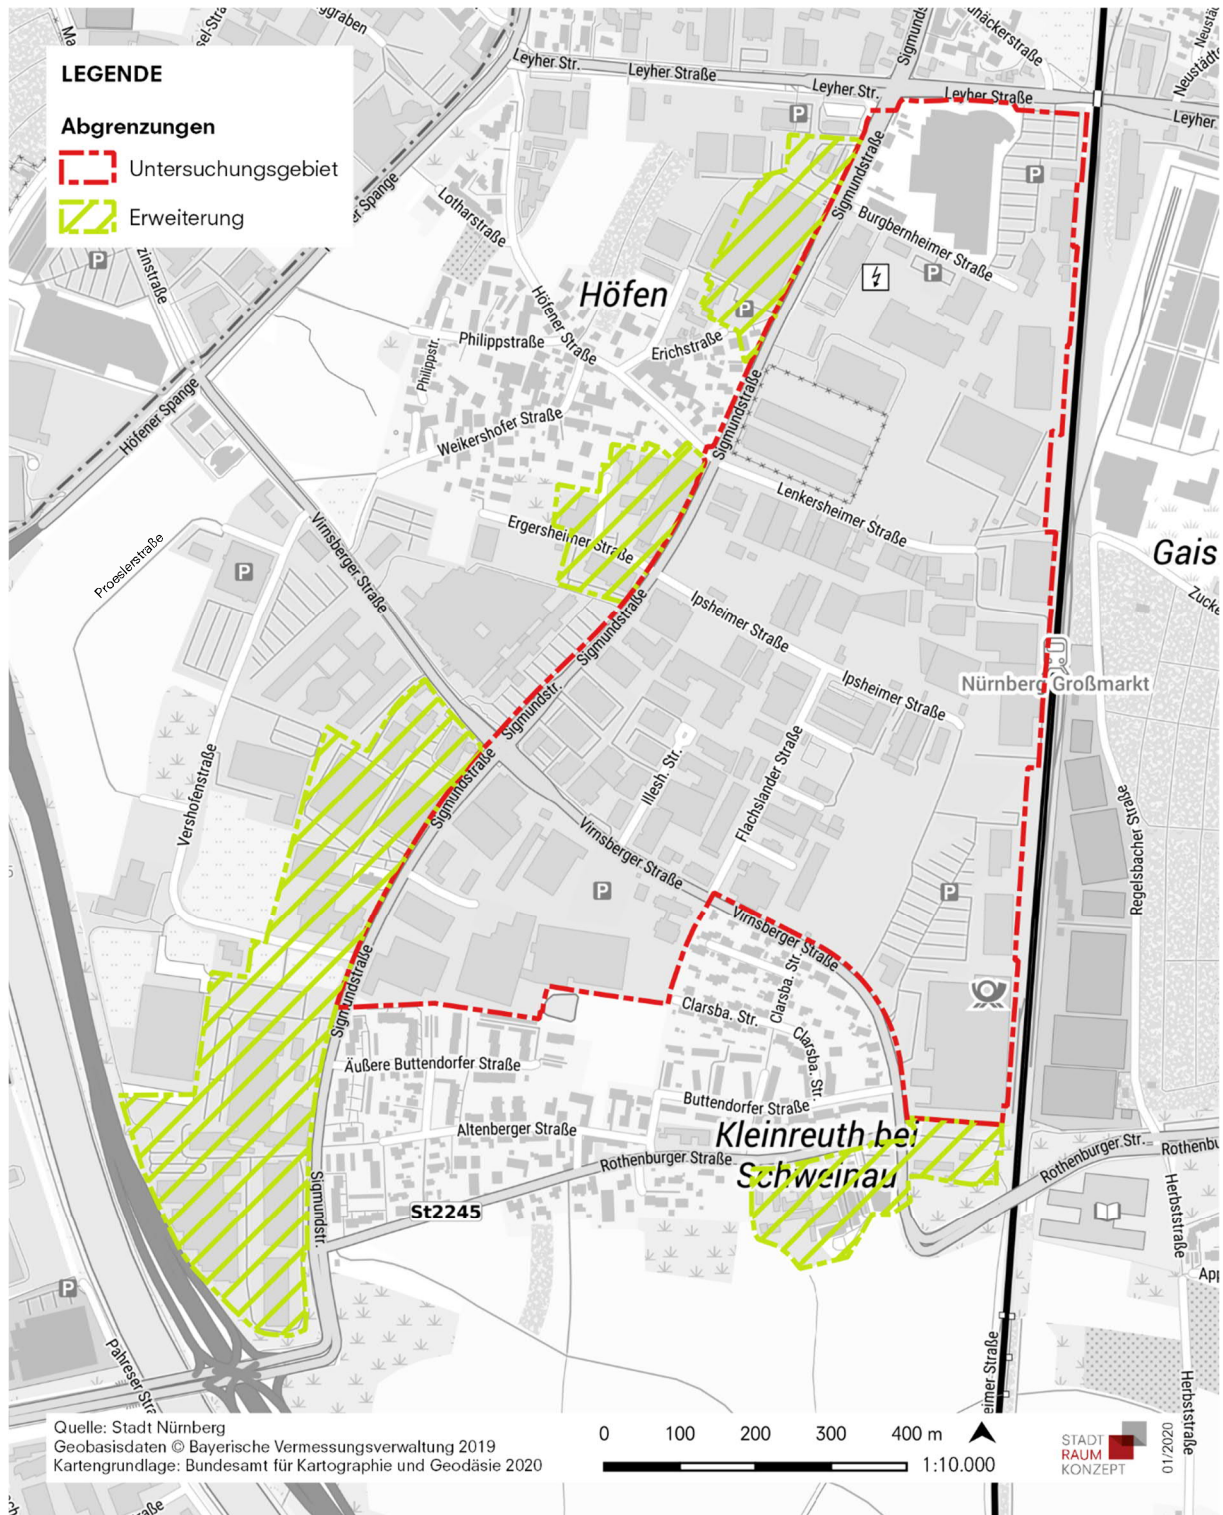 LEGENDE
Abgrenzungen
Untersuchungsgebiet
Erweiterung
Leyher Str.
Leyher Straße
Leyher Str.
Leyher Straße
Leyher
Sigmundstraße
Burgbernheimer Straße
Lotharstraße
Höfener Straße
Höfen
Philippstraße
Philippstr.
Erichstraße
Weikershofer Straße
Höfener Spange
Sigmundstraße
Lenkersheimer Straße
Ergersheimer Straße
Proeslerstraße
Virnsberger Straße
Gais
Ipsheimer Straße
Sigmundstraße
Ipsheimer Straße
Nürnberg Großmarkt
Sigmundstr.
Illesh. Str.
Flachslander Straße
Sigmundstraße
Vershofenstraße
Virnsberger Straße
Regelsbacher Straße
Virnsberger Straße
Sigmundstraße
Clarsba. Str.
Clarsba. Str.
Clarsba. Str.
Äußere Buttendorfer Straße
Buttendorfer Straße
Altenberger Straße
Kleinreuth bei
Schweinau
Rothenburger Straße
Rothenburger Str.
Sigmundstr.
St2245
Herbststraße
Herbststraße
P
P
P
P
P
P
P
P
P
Quelle: Stadt Nürnberg
Geobasisdaten © Bayerische Vermessungsverwaltung 2019
Kartengrundlage: Bundesamt für Kartographie und Geodäsie 2020
0 100 200 300 400 m
1:10.000
STADT
RAUM
KONZEPT
01/2020